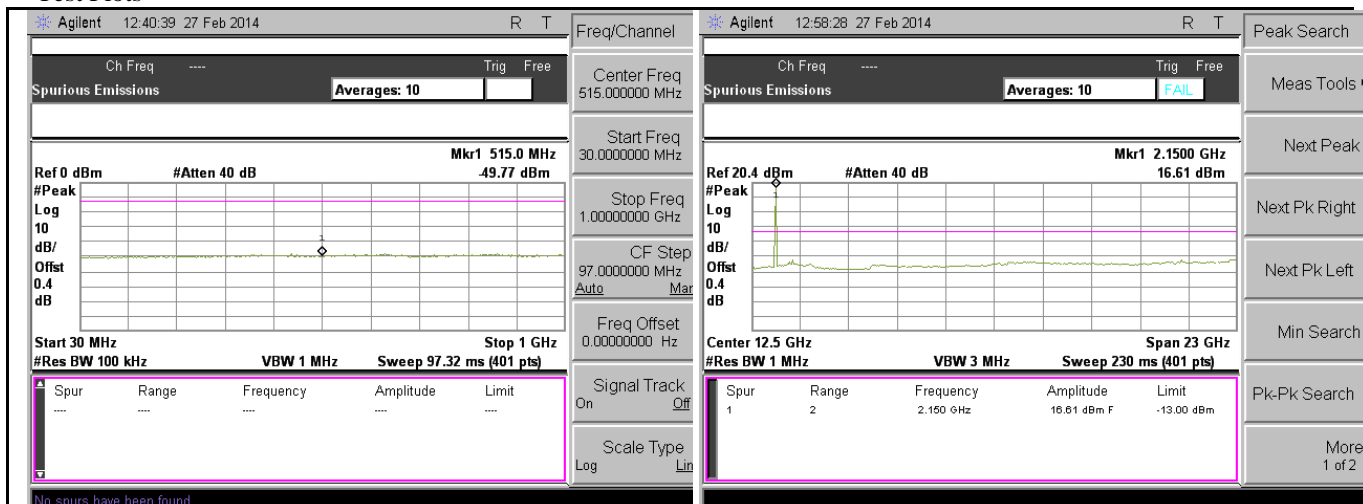 Agilent 12:40:39 27 Feb 2014 R T
Freq/Channel
Ch Freq ---- Trig Free
Spurious Emissions Averages: 10
Center Freq
515.000000 MHz
Start Freq
30.0000000 MHz
Stop Freq
1.00000000 GHz
CF Step
97.0000000 MHz
Auto Man
Freq Offset
0.00000000 Hz
Signal Track
On Off
Scale Type
Log Lin
Mkr1 515.0 MHz
Ref 0 dBm #Atten 40 dB -49.77 dBm
#Peak
Log
10
dB/
Offst
0.4
dB
1
Start 30 MHz Stop 1 GHz
#Res BW 100 kHz VBW 1 MHz Sweep 97.32 ms (401 pts)
Spur Range Frequency Amplitude Limit
---- ---- ---- ---- ----
No spurs have been found
Agilent 12:58:28 27 Feb 2014 R T
Peak Search
Ch Freq ---- Trig Free
Spurious Emissions Averages: 10 FAIL
Meas Tools
Next Peak
Next Pk Right
Next Pk Left
Min Search
Pk-Pk Search
More
1 of 2
Mkr1 2.1500 GHz
Ref 20.4 dBm #Atten 40 dB 16.61 dBm
#Peak
Log
10
dB/
Offst
0.4
dB
1
Center 12.5 GHz Span 23 GHz
#Res BW 1 MHz VBW 3 MHz Sweep 230 ms (401 pts)
Spur Range Frequency Amplitude Limit
1 2 2.150 GHz 16.61 dBm F -13.00 dBm